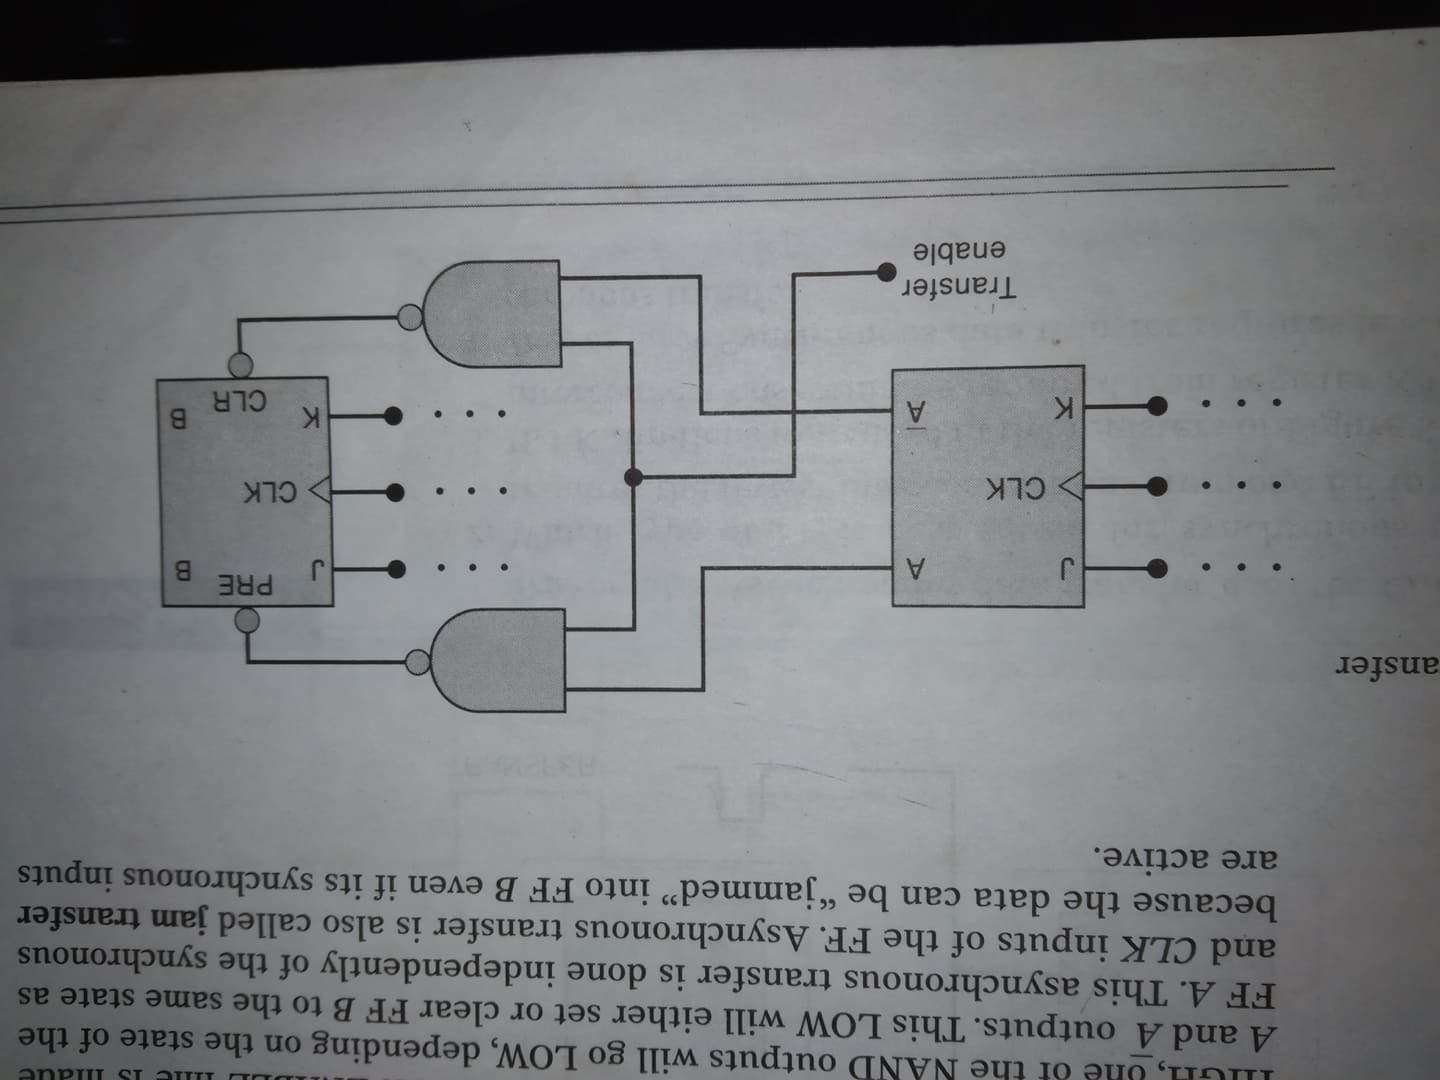 HIGH, one of the NAND outputs will go LOW, depending on the state of the
A and A̅ outputs. This LOW will either set or clear FF B to the same state as
FF A. This asynchronous transfer is done independently of the synchronous
and CLK inputs of the FF. Asynchronous transfer is also called jam transfer
because the data can be “jammed” into FF B even if its synchronous inputs
are active.
ansfer
J A
CLK
K A̅
Transfer
enable
PRE
J B
CLK
K B
CLR